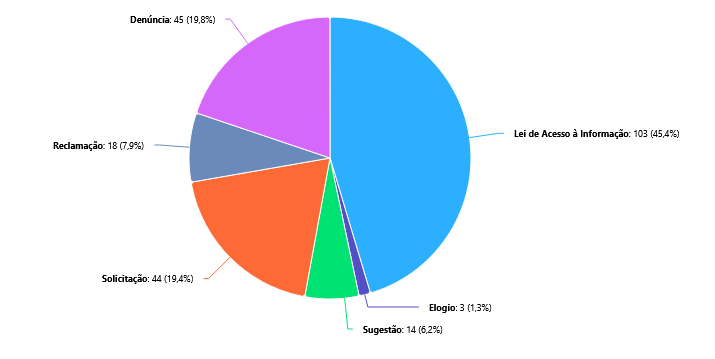 Denúncia: 45 (19,8%)
Lei de Acesso à Informação: 103 (45,4%)
Reclamação: 18 (7,9%)
Solicitação: 44 (19,4%)
Elogio: 3 (1,3%)
Sugestão: 14 (6,2%)